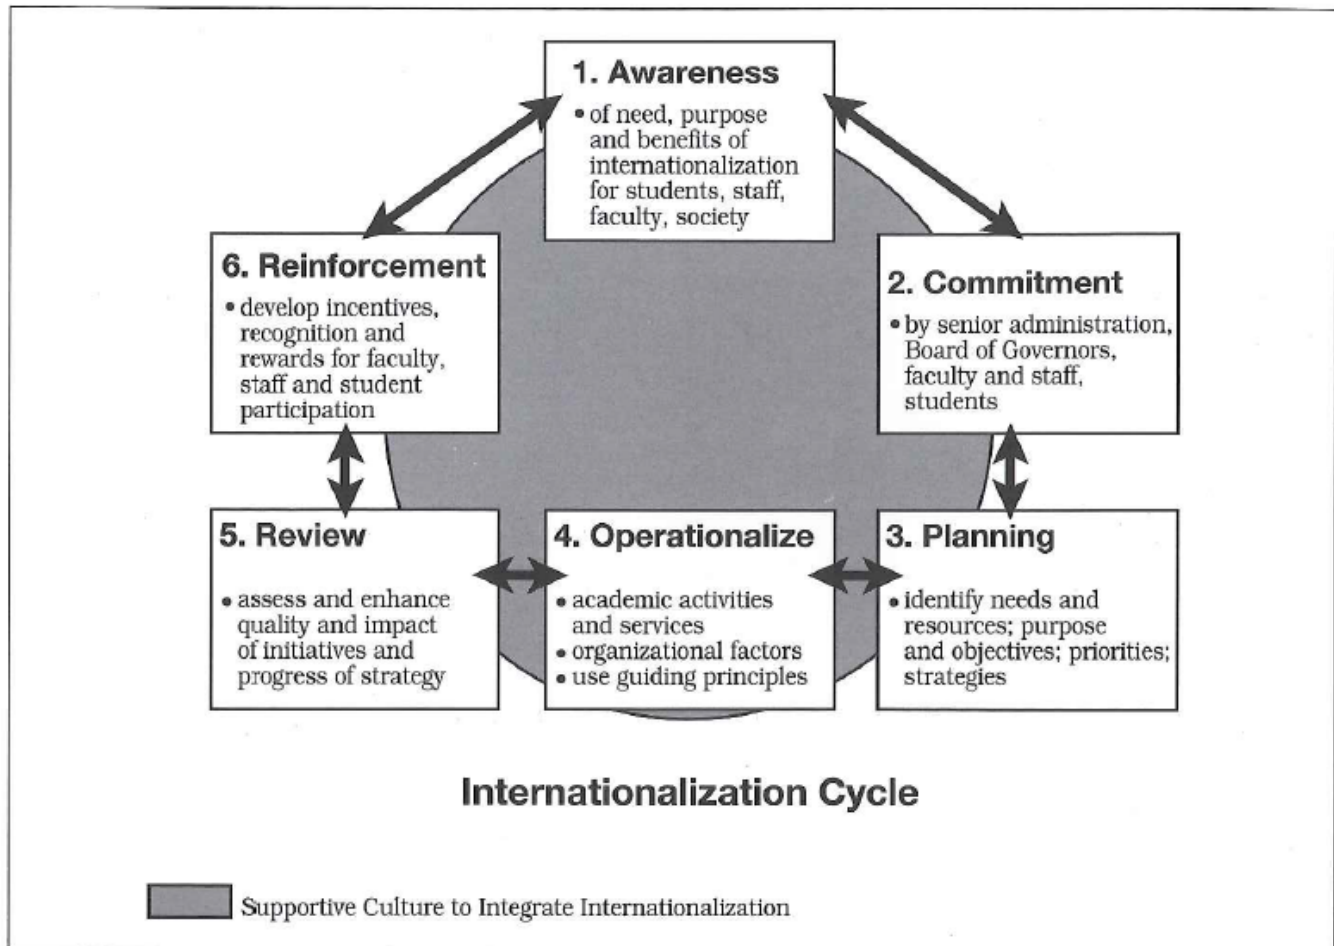 1. Awareness
• of need, purpose
and benefits of
internationalization
for students, staff,
faculty, society
2. Commitment
• by senior administration,
Board of Governors,
faculty and staff,
students
3. Planning
• identify needs and
resources; purpose
and objectives; priorities;
strategies
4. Operationalize
• academic activities
and services
• organizational factors
• use guiding principles
5. Review
• assess and enhance
quality and impact
of initiatives and
progress of strategy
6. Reinforcement
• develop incentives,
recognition and
rewards for faculty,
staff and student
participation
Internationalization Cycle
Supportive Culture to Integrate Internationalization